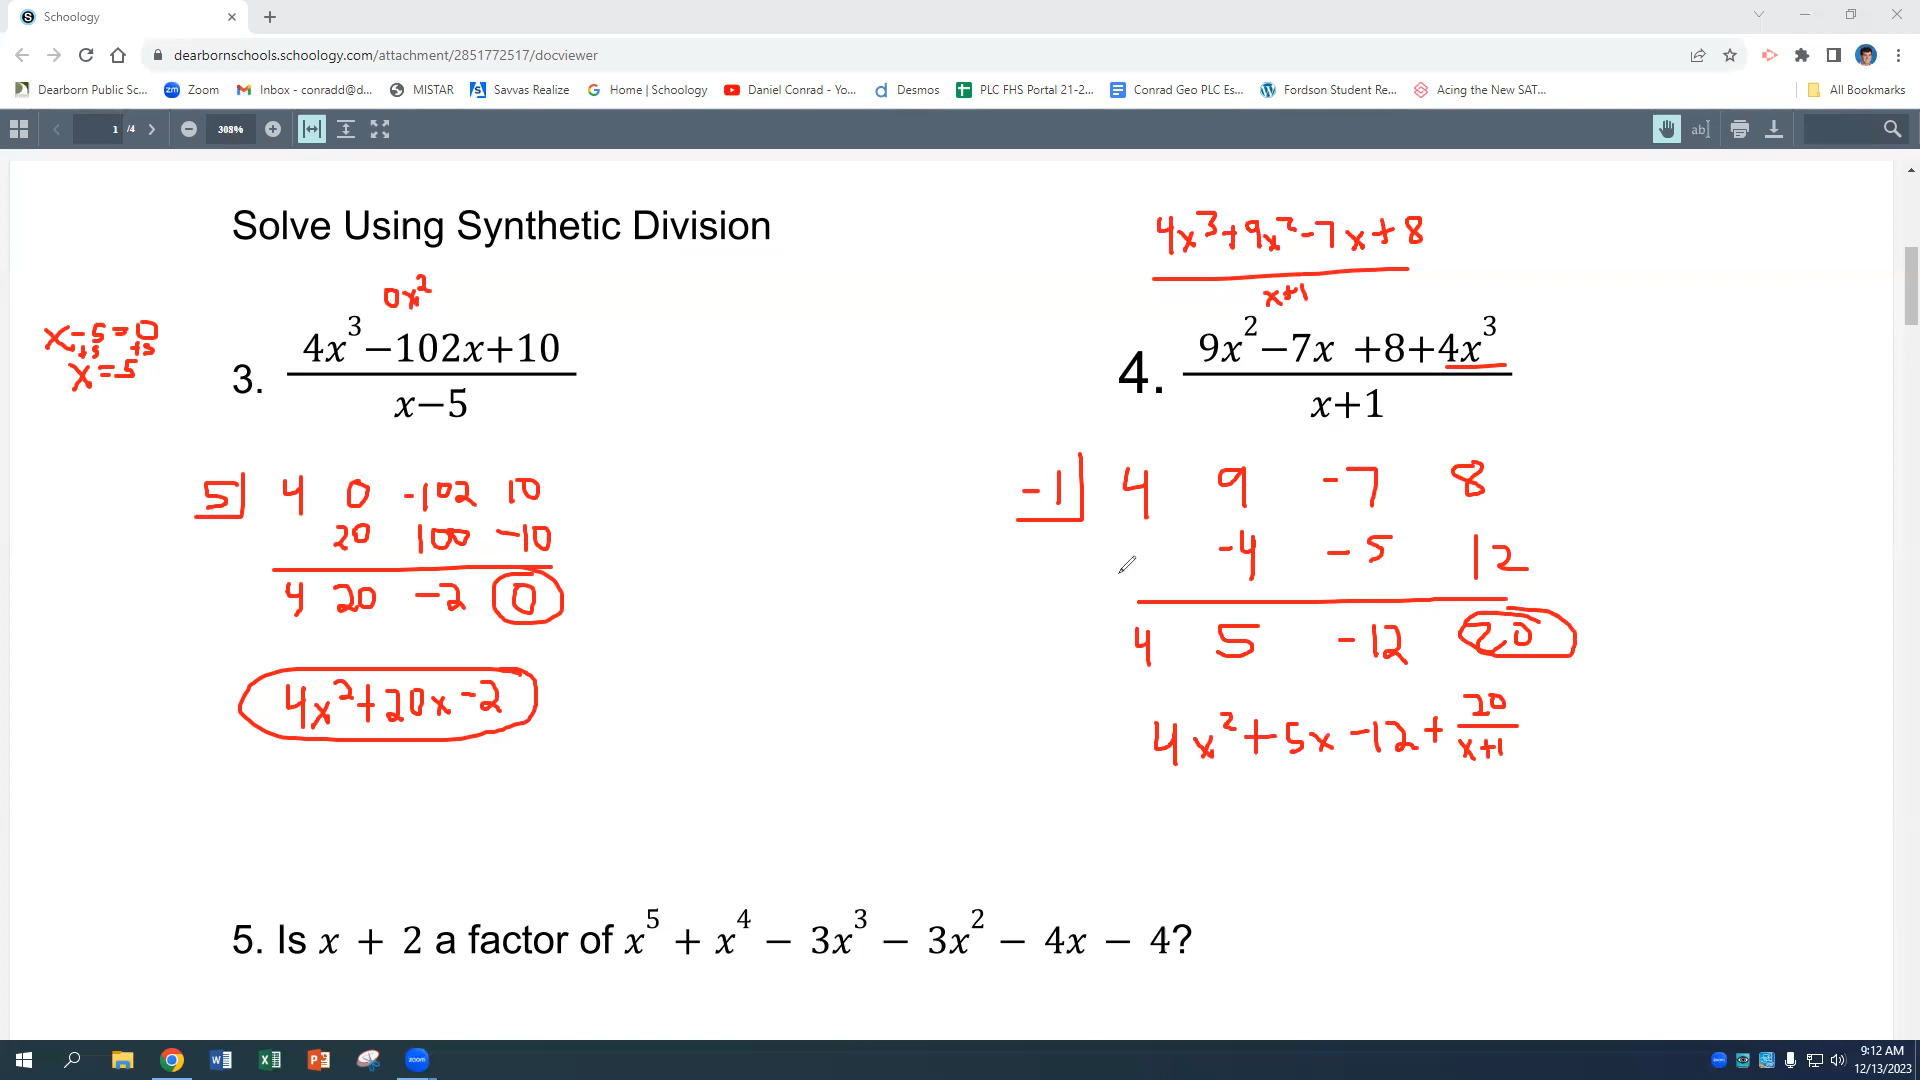 Schoology
dearbornschools.schoology.com/attachment/2851772517/docviewer
Dearborn Public Sc... Zoom Inbox - conradd@d... MISTAR Savvas Realize Home | Schoology Daniel Conrad - Yo... Desmos PLC FHS Portal 21-2... Conrad Geo PLC Es... Fordson Student Re... Acing the New SAT... All Bookmarks
1 /4 308% ab
Solve Using Synthetic Division
0x²
x-5=0
+5 +5
x=5
3. (4x³−102x+10)/(x−5)
5 4 0 -102 10
20 100 -10
4 20 -2 0
4x²+20x-2
4x³+9x²-7x+8
x+1
4. (9x²−7x +8+4x³)/(x+1)
-1 4 9 -7 8
-4 -5 12
4 5 -12 20
4x²+5x-12+20/(x+1)
5. Is x + 2 a factor of x⁵ + x⁴ − 3x³ − 3x² − 4x − 4?
zoom
9:12 AM
12/13/2023